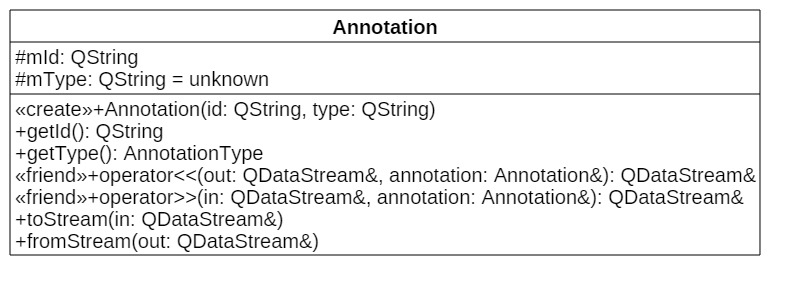 Annotation
#mId: QString
#mType: QString = unknown
«create»+Annotation(id: QString, type: QString)
+getId(): QString
+getType(): AnnotationType
«friend»+operator<<(out: QDataStream&, annotation: Annotation&): QDataStream&
«friend»+operator>>(in: QDataStream&, annotation: Annotation&): QDataStream&
+toStream(in: QDataStream&)
+fromStream(out: QDataStream&)